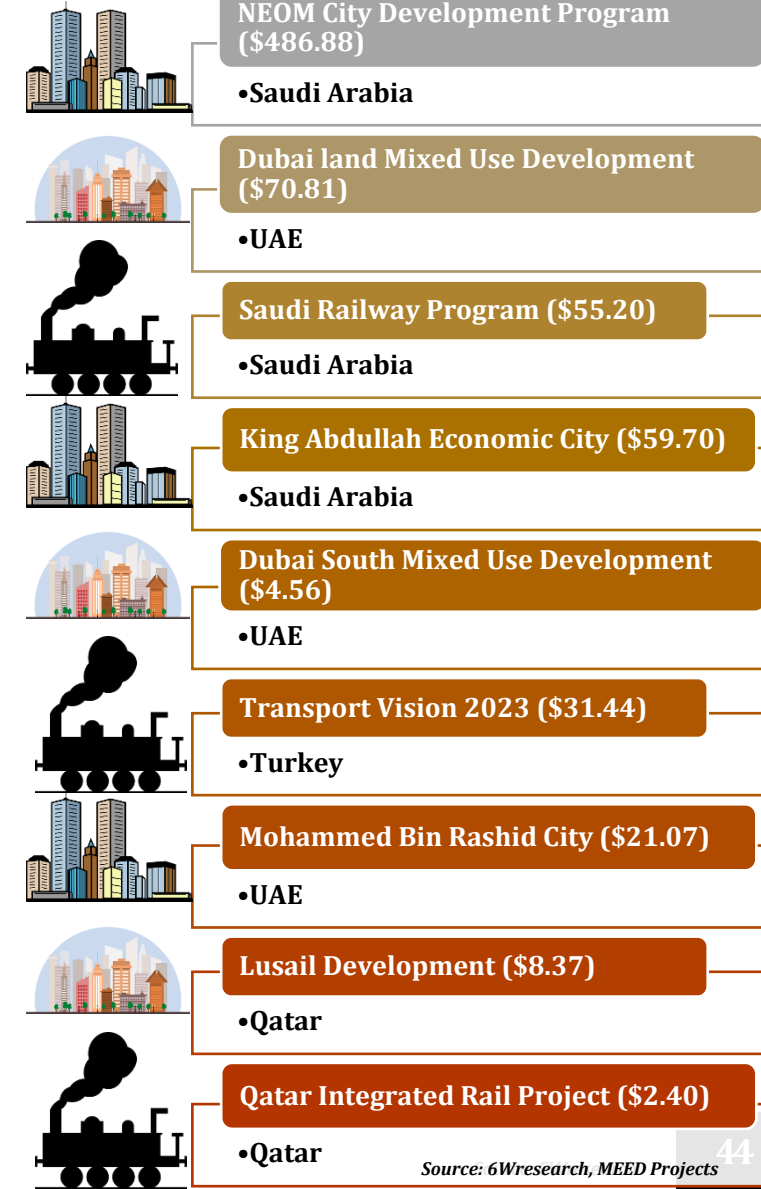 NEOM City Development Program
($486.88)
•Saudi Arabia
Dubai land Mixed Use Development
($70.81)
•UAE
Saudi Railway Program ($55.20)
•Saudi Arabia
King Abdullah Economic City ($59.70)
•Saudi Arabia
Dubai South Mixed Use Development
($4.56)
•UAE
Transport Vision 2023 ($31.44)
•Turkey
Mohammed Bin Rashid City ($21.07)
•UAE
Lusail Development ($8.37)
•Qatar
Qatar Integrated Rail Project ($2.40)
•Qatar
Source: 6Wresearch, MEED Projects
44